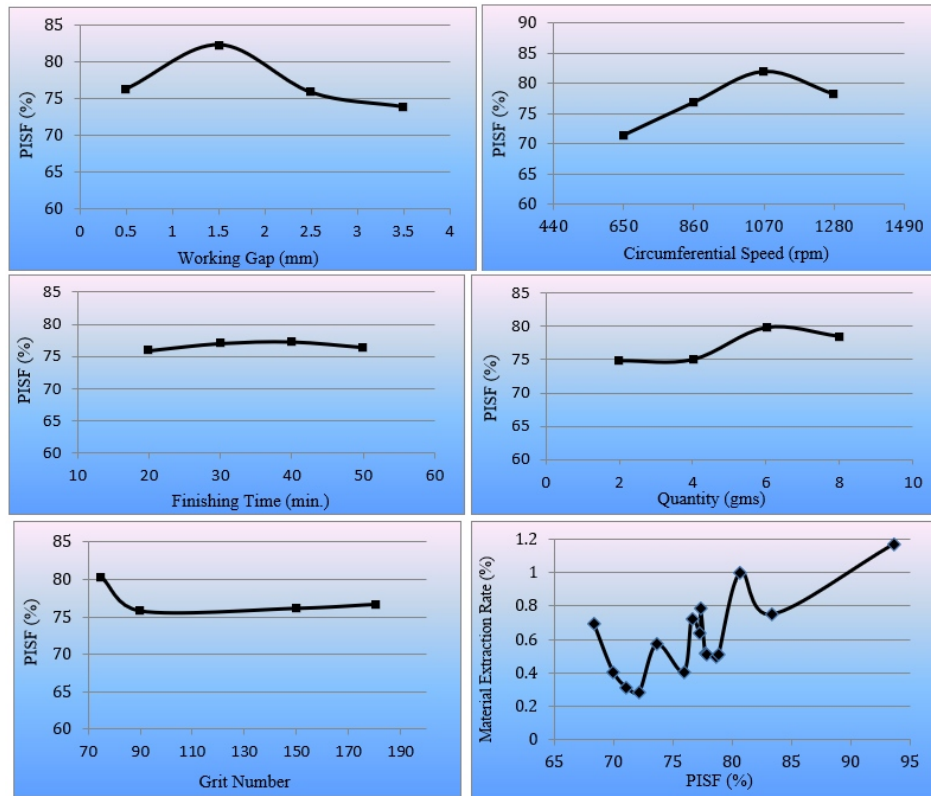 85
80
75
70
65
60
PISF (%)
0 0.5 1 1.5 2 2.5 3 3.5 4
Working Gap (mm)
90
85
80
75
70
65
60
PISF (%)
440 650 860 1070 1280 1490
Circumferential Speed (rpm)
85
80
75
70
65
60
PISF (%)
10 20 30 40 50 60
Finishing Time (min.)
85
80
75
70
65
60
PISF (%)
0 2 4 6 8 10
Quantity (gms)
85
80
75
70
65
60
PISF (%)
70 90 110 130 150 170 190
Grit Number
1.2
1
0.8
0.6
0.4
0.2
0
Material Extraction Rate (%)
65 70 75 80 85 90 95
PISF (%)